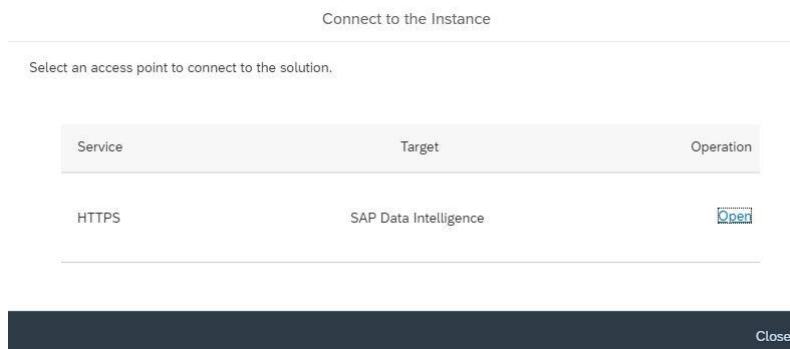 Connect to the Instance
Select an access point to connect to the solution.
Service Target Operation
HTTPS SAP Data Intelligence Open
Close